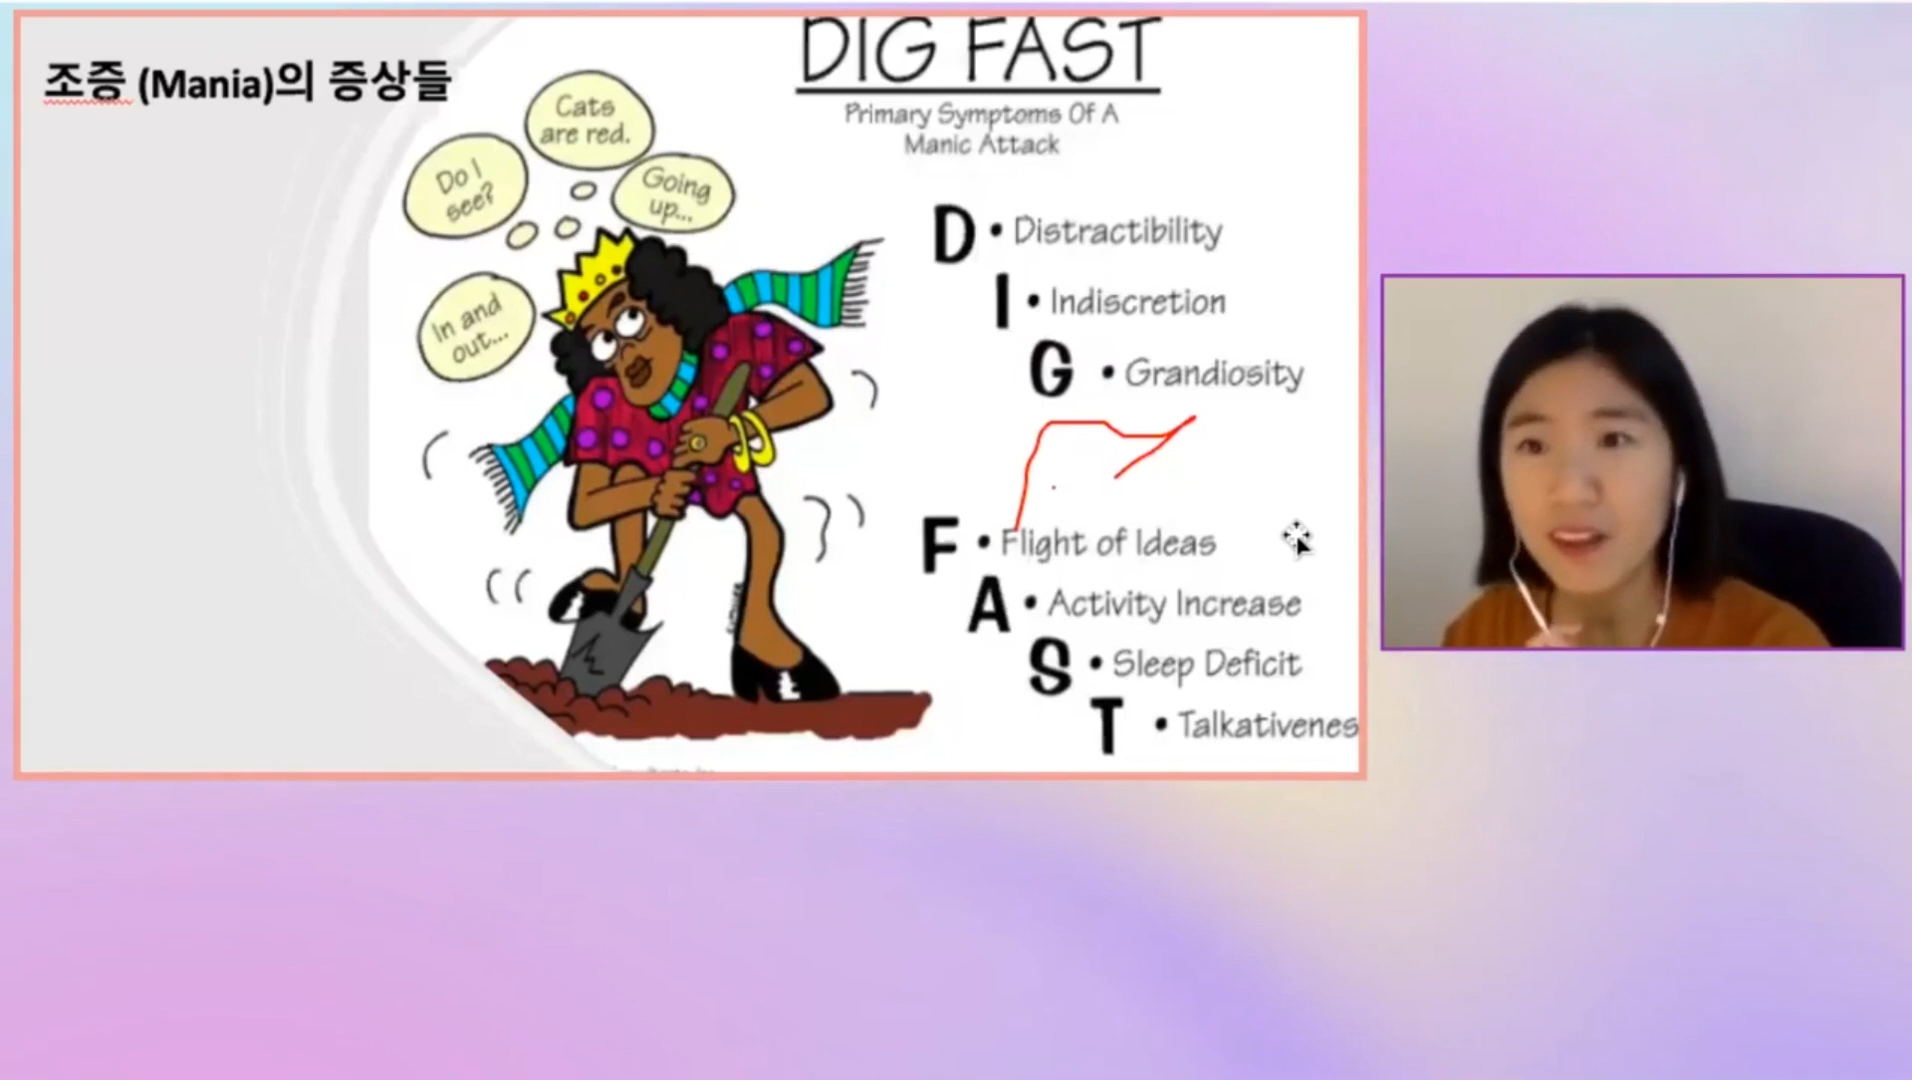 조증 (Mania)의 증상들
DIG FAST
Primary Symptoms Of A
Manic Attack
Cats
are red.
Do I
see?
Going
up...
In and
out...
D • Distractibility
I • Indiscretion
G • Grandiosity
F • Flight of Ideas
A • Activity Increase
S • Sleep Deficit
T • Talkativenes